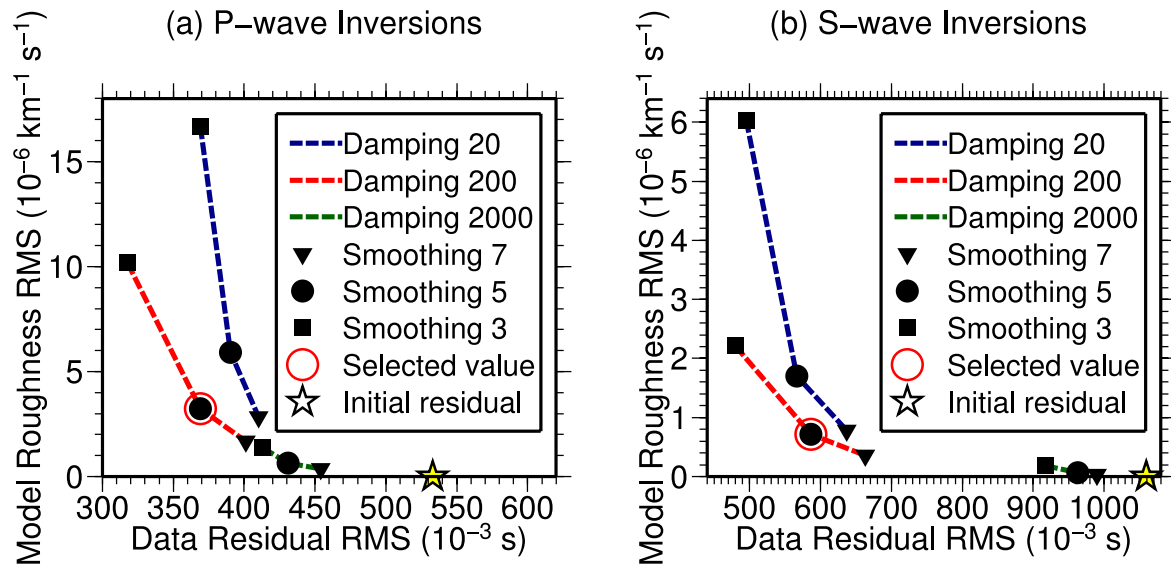 (a) P−wave Inversions
Model Roughness RMS (10⁻⁶ km⁻¹ s⁻¹)
15
10
5
0
300 350 400 450 500 550 600
Data Residual RMS (10⁻³ s)
Damping 20
Damping 200
Damping 2000
Smoothing 7
Smoothing 5
Smoothing 3
Selected value
Initial residual
(b) S−wave Inversions
Model Roughness RMS (10⁻⁶ km⁻¹ s⁻¹)
6
5
4
3
2
1
0
500 600 700 800 900 1000
Data Residual RMS (10⁻³ s)
Damping 20
Damping 200
Damping 2000
Smoothing 7
Smoothing 5
Smoothing 3
Selected value
Initial residual